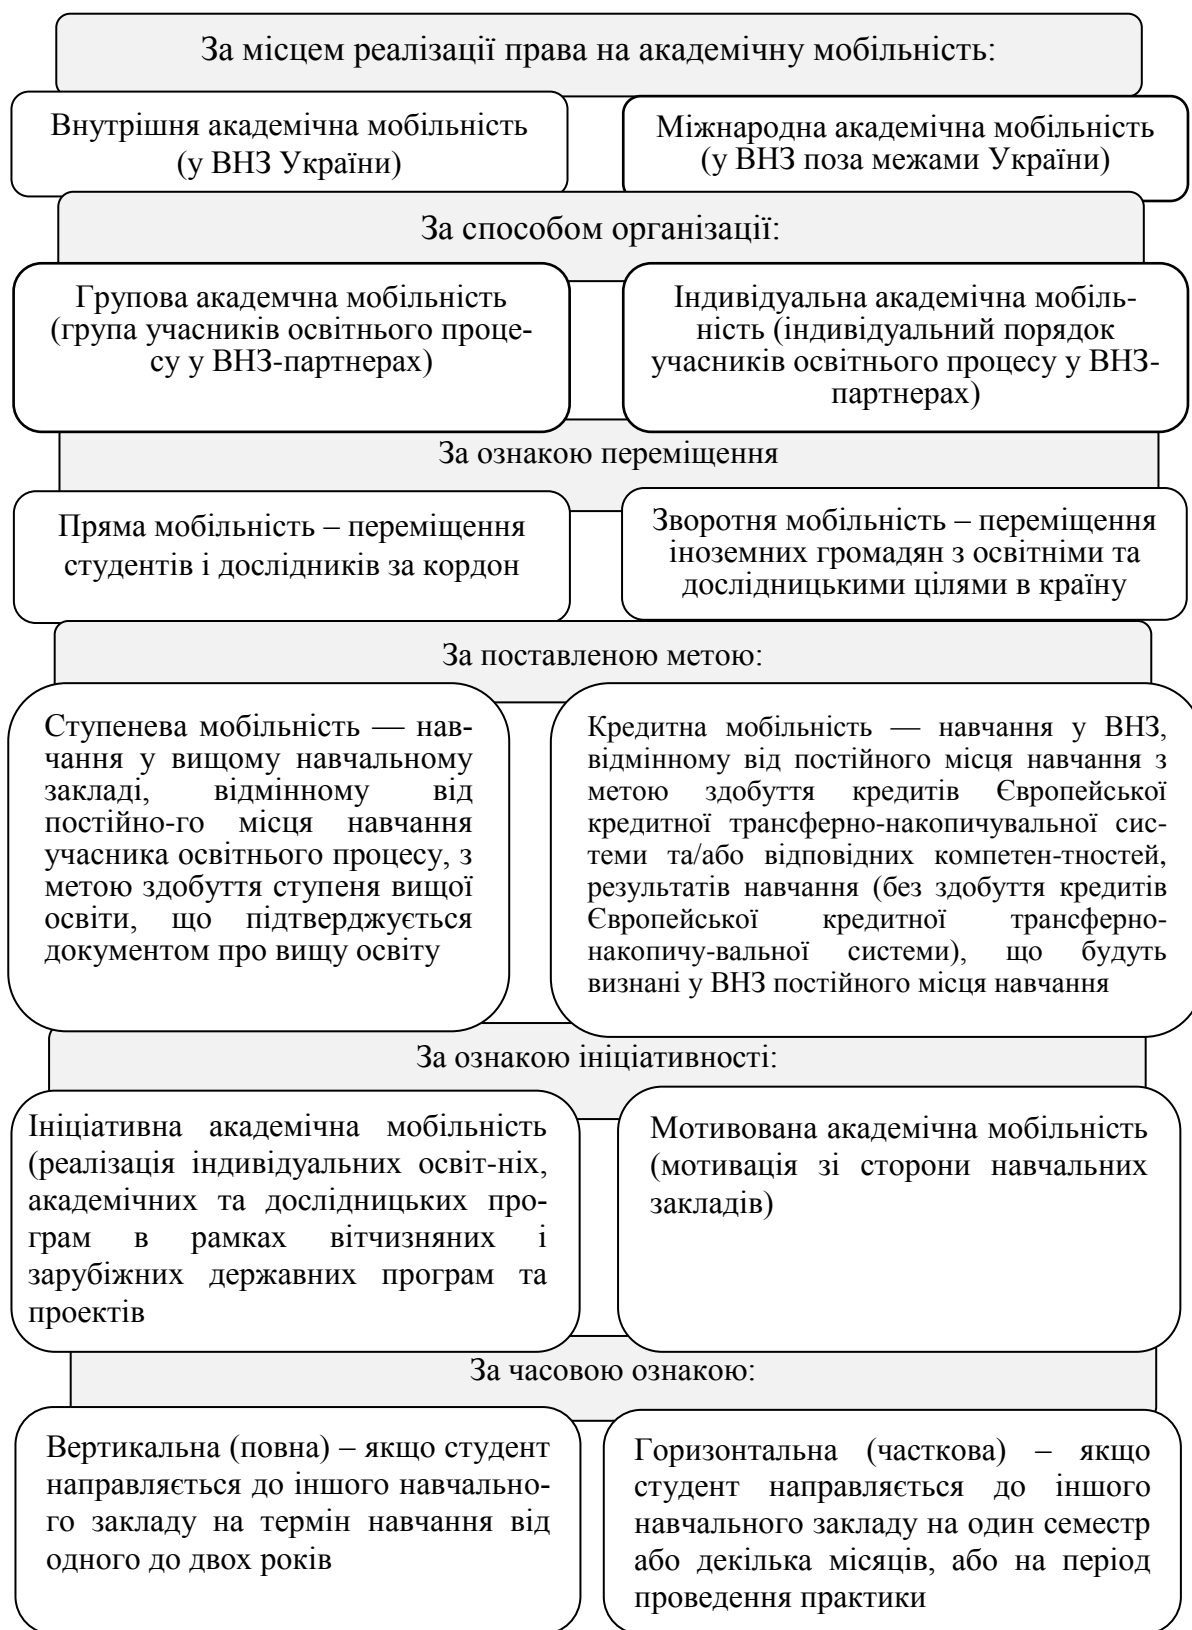 За місцем реалізації права на академічну мобільність:
Внутрішня академічна мобільність
(у ВНЗ України)
Міжнародна академічна мобільність
(у ВНЗ поза межами України)
За способом організації:
Групова академчна мобільність
(група учасників освітнього проце-
су у ВНЗ-партнерах)
Індивідуальна академічна мобіль-
ність (індивідуальний порядок
учасників освітнього процесу у ВНЗ-
партнерах)
За ознакою переміщення
Пряма мобільність – переміщення
студентів і дослідників за кордон
Зворотня мобільність – переміщення
іноземних громадян з освітніми та
дослідницькими цілями в країну
За поставленою метою:
Ступенева мобільність — нав-
чання у вищому навчальному
закладі, відмінному від
постійно-го місця навчання
учасника освітнього процесу, з
метою здобуття ступеня вищої
освіти, що підтверджується
документом про вищу освіту
Кредитна мобільність — навчання у ВНЗ,
відмінному від постійного місця навчання з
метою здобуття кредитів Європейської
кредитної трансферно-накопичувальної сис-
теми та/або відповідних компетен-тностей,
результатів навчання (без здобуття кредитів
Європейської кредитної трансферно-
накопичу-вальної системи), що будуть
визнані у ВНЗ постійного місця навчання
За ознакою ініціативності:
Ініціативна академічна мобільність
(реалізація індивідуальних освіт-ніх,
академічних та дослідницьких про-
грам в рамках вітчизняних і
зарубіжних державних програм та
проектів
Мотивована академічна мобільність
(мотивація зі сторони навчальних
закладів)
За часовою ознакою:
Вертикальна (повна) – якщо студент
направляється до іншого навчально-
го закладу на термін навчання від
одного до двох років
Горизонтальна (часткова) – якщо
студент направляється до іншого
навчального закладу на один семестр
або декілька місяців, або на період
проведення практики